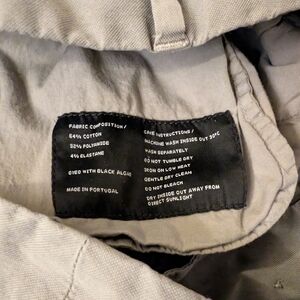 FABRIC COMPOSITION/
64% COTTON
32% POLYAMIDE
4% ELASTANE
DYED WITH BLACK ALGAE
MADE IN PORTUGAL
CARE INSTRUCTIONS/
MACHINE WASH INSIDE OUT 30°C
WASH SEPARATELY
DO NOT TUMBLE DRY
IRON ON LOW HEAT
GENTLE DRY CLEAN
DO NOT BLEACH
DRY INSIDE OUT AWAY FROM
DIRECT SUNLIGHT